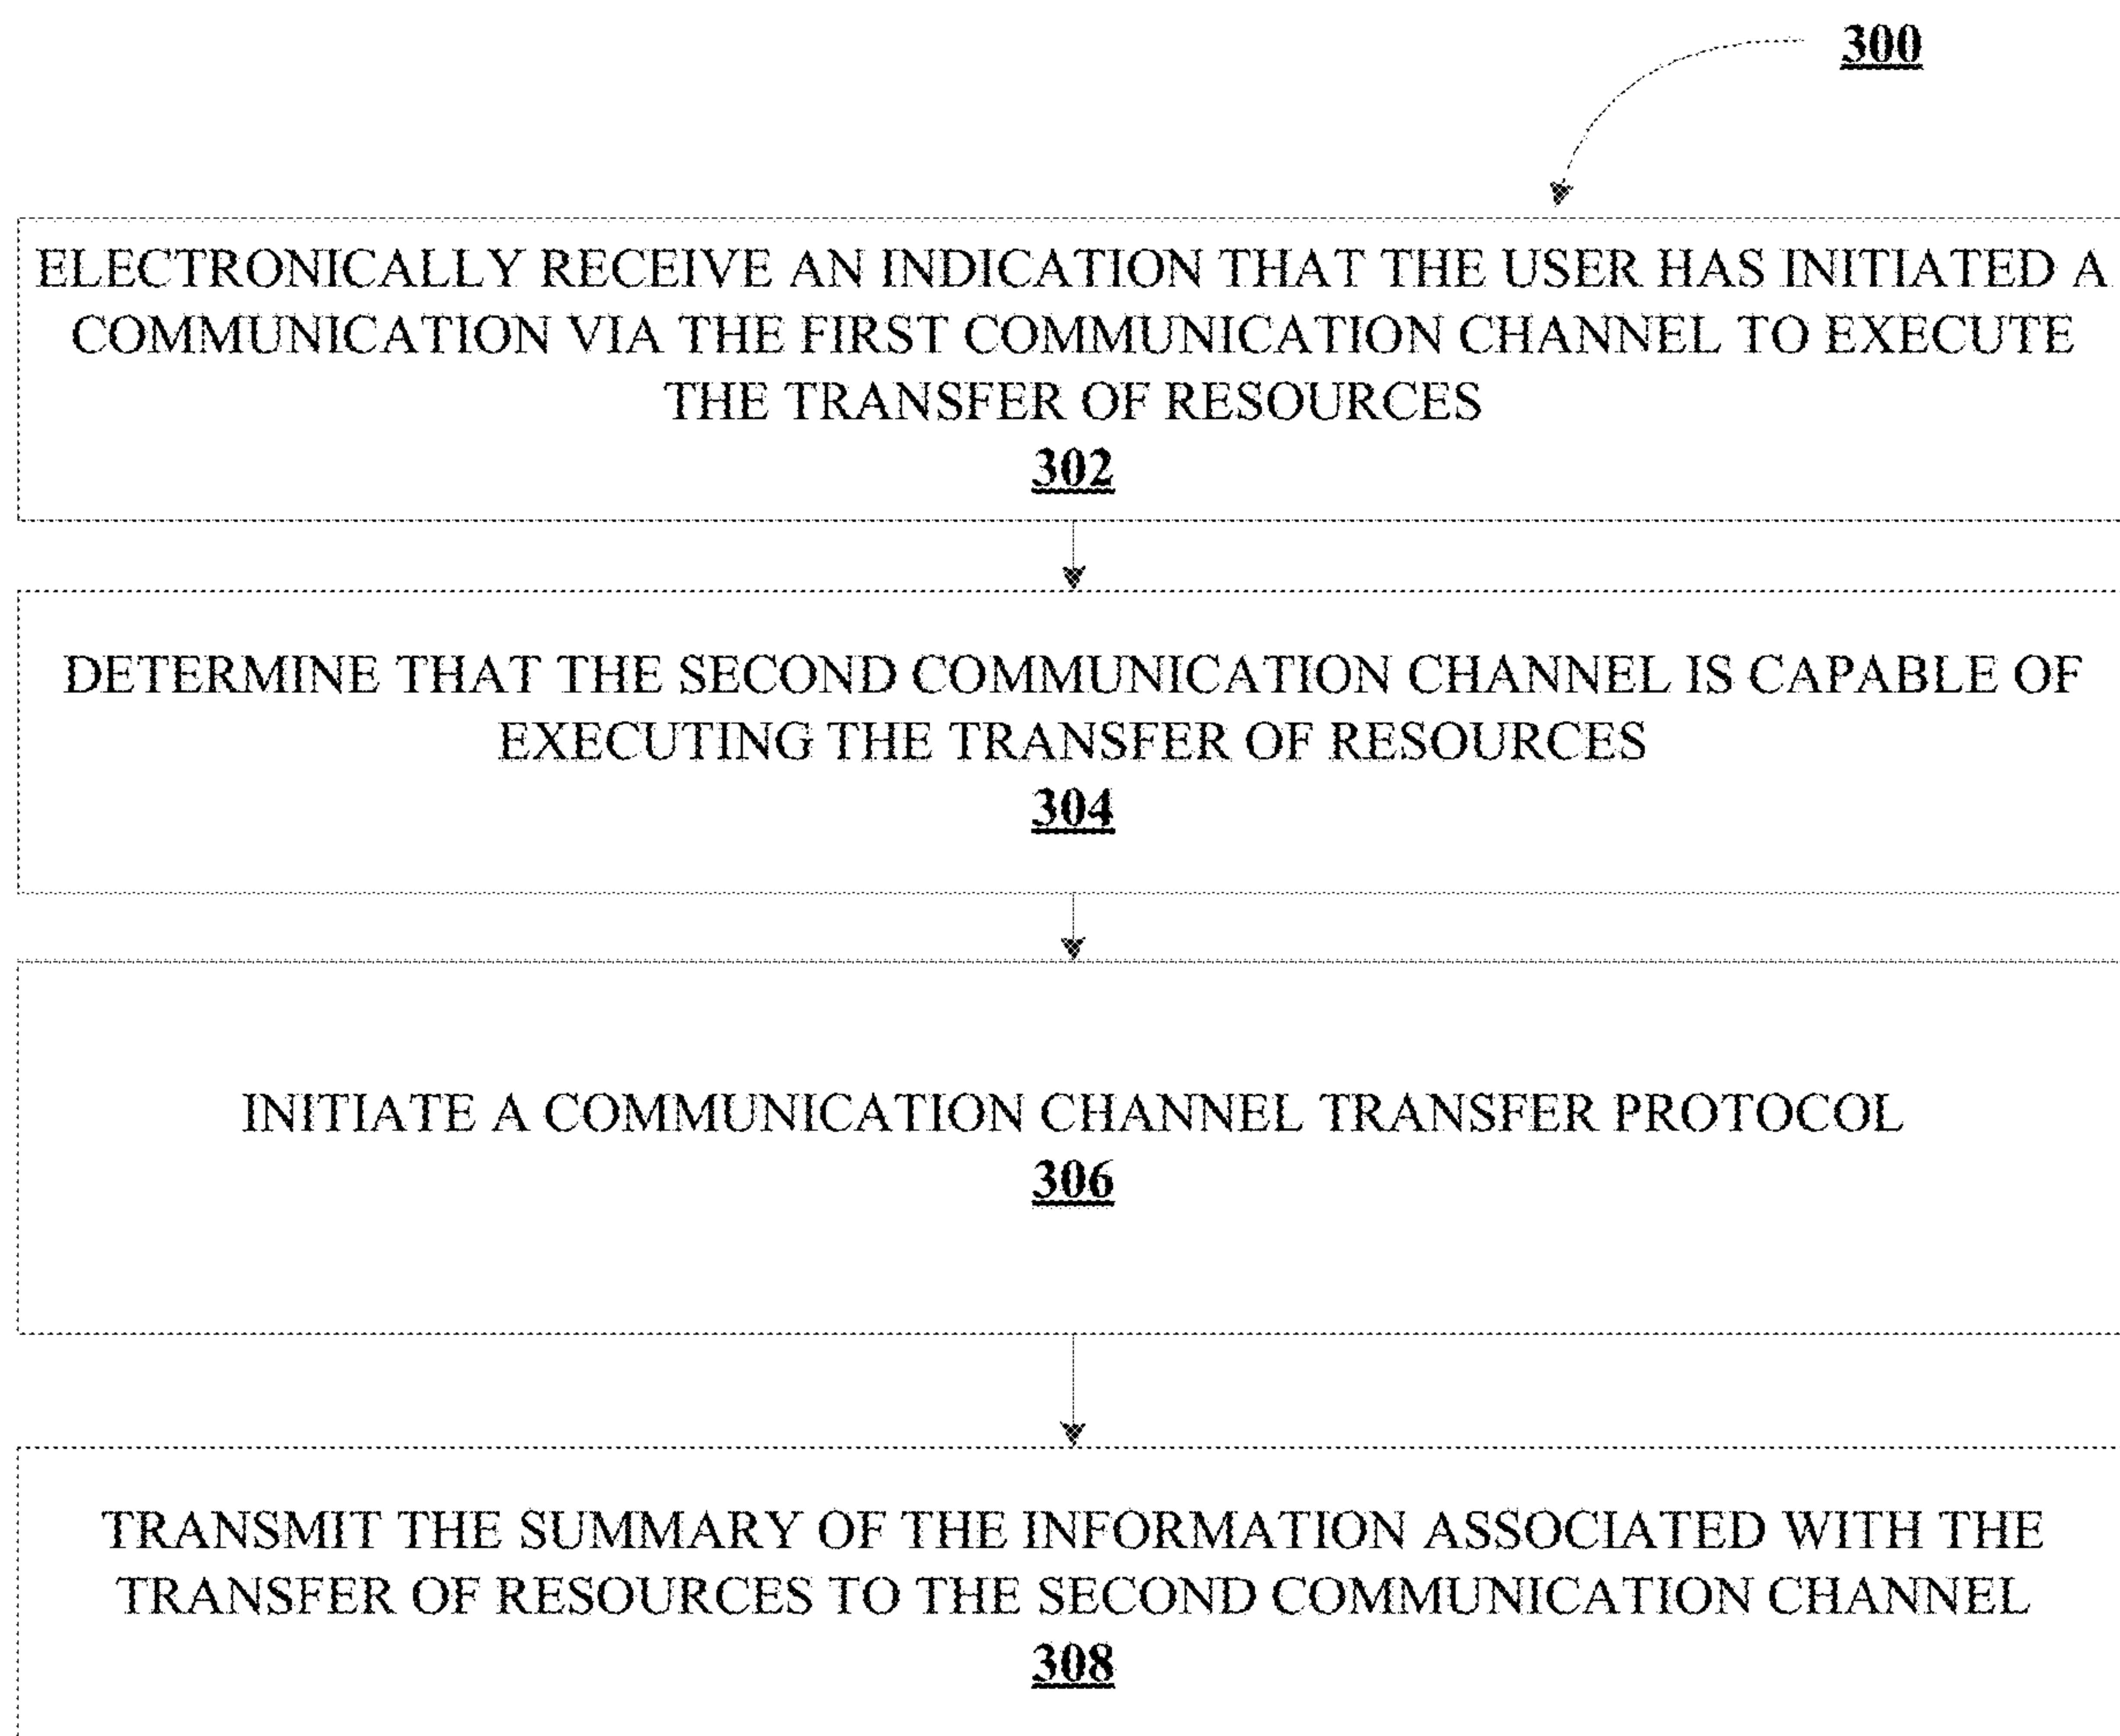 300
ELECTRONICALLY RECEIVE AN INDICATION THAT THE USER HAS INITIATED A
COMMUNICATION VIA THE FIRST COMMUNICATION CHANNEL TO EXECUTE
THE TRANSFER OF RESOURCES
302
DETERMINE THAT THE SECOND COMMUNICATION CHANNEL IS CAPABLE OF
EXECUTING THE TRANSFER OF RESOURCES
304
INITIATE A COMMUNICATION CHANNEL TRANSFER PROTOCOL
306
TRANSMIT THE SUMMARY OF THE INFORMATION ASSOCIATED WITH THE
TRANSFER OF RESOURCES TO THE SECOND COMMUNICATION CHANNEL
308